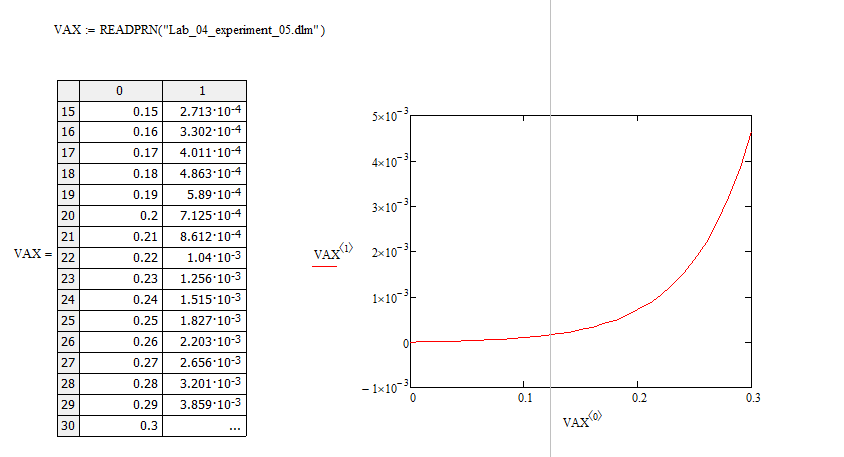 VAX := READPRN("Lab_04_experiment_05.dlm")
0 1
15 0.15 2.713·10-4
16 0.16 3.302·10-4
17 0.17 4.011·10-4
18 0.18 4.863·10-4
19 0.19 5.89·10-4
20 0.2 7.125·10-4
21 0.21 8.612·10-4
VAX = 22 0.22 1.04·10-3
23 0.23 1.256·10-3
24 0.24 1.515·10-3
25 0.25 1.827·10-3
26 0.26 2.203·10-3
27 0.27 2.656·10-3
28 0.28 3.201·10-3
29 0.29 3.859·10-3
30 0.3 ...
5×10⁻³
4×10⁻³
3×10⁻³
2×10⁻³
1×10⁻³
0
−1×10⁻³
VAX⟨1⟩
0 0.1 0.2 0.3
VAX⟨0⟩